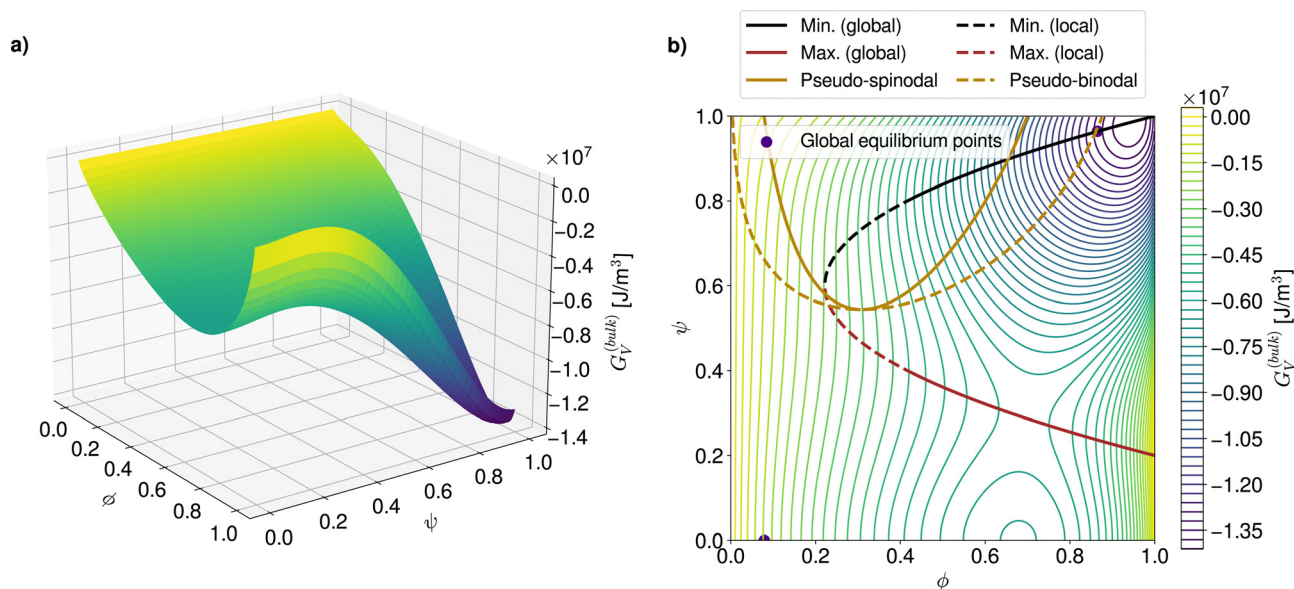 a)
×10⁷
0.0
−0.2
−0.4
−0.6
−0.8
−1.0
−1.2
−1.4
G_V^(bulk) [J/m³]
0.0
0.2
0.4
0.6
0.8
1.0
ϕ
0.0
0.2
0.4
0.6
0.8
1.0
ψ
b)
Min. (global)
Max. (global)
Pseudo-spinodal
Min. (local)
Max. (local)
Pseudo-binodal
Global equilibrium points
1.0
0.8
0.6
0.4
0.2
0.0
ψ
0.0 0.2 0.4 0.6 0.8 1.0
ϕ
×10⁷
0.00
−0.15
−0.30
−0.45
−0.60
−0.75
−0.90
−1.05
−1.20
−1.35
G_V^(bulk) [J/m³]